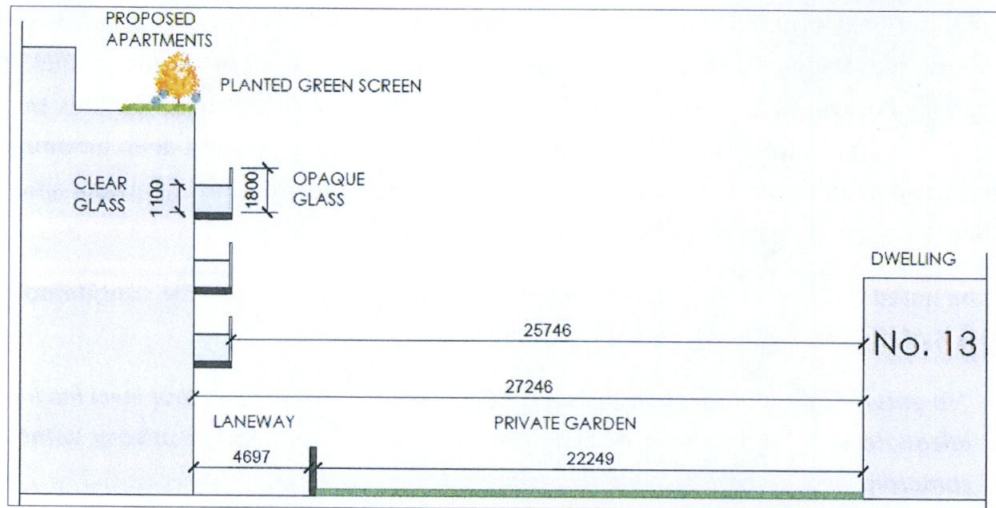 PROPOSED
APARTMENTS
PLANTED GREEN SCREEN
CLEAR
GLASS
1100
1800
OPAQUE
GLASS
DWELLING
25746
No. 13
27246
LANEWAY
PRIVATE GARDEN
4697
22249